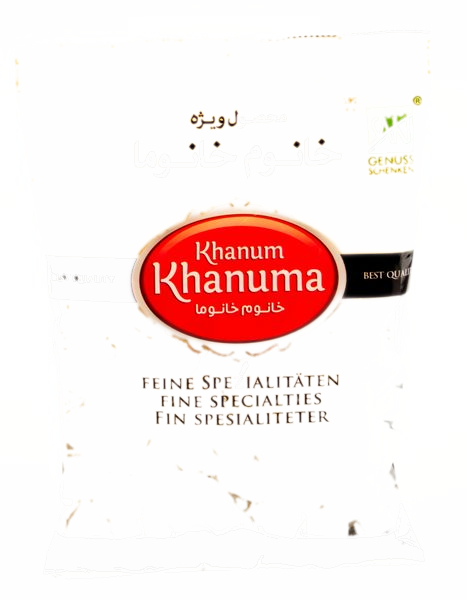 ل ویژه
GENUSS
SCHENKEN
Khanum
Khanuma
خانوم خانوما
BEST QUALI
FEINE SPE IALITÄTEN
FINE SPECIALTIES
FIN SPESIALITETER